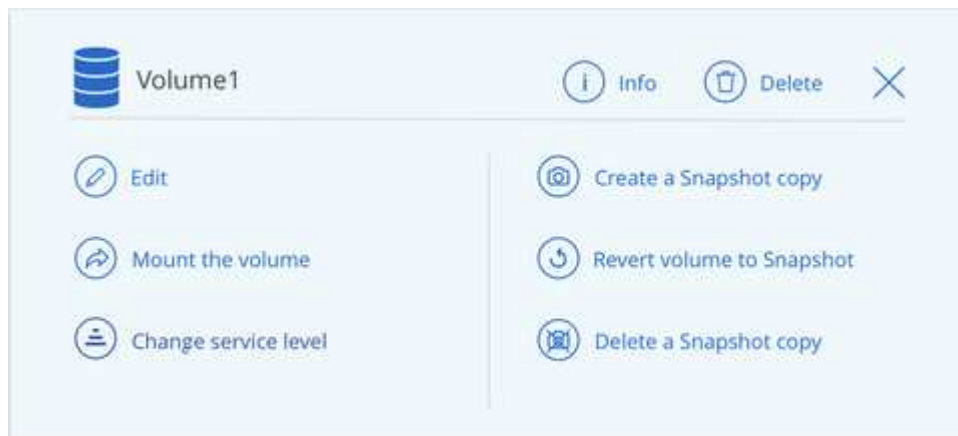 Volume1
Info
Delete
Edit
Create a Snapshot copy
Mount the volume
Revert volume to Snapshot
Change service level
Delete a Snapshot copy